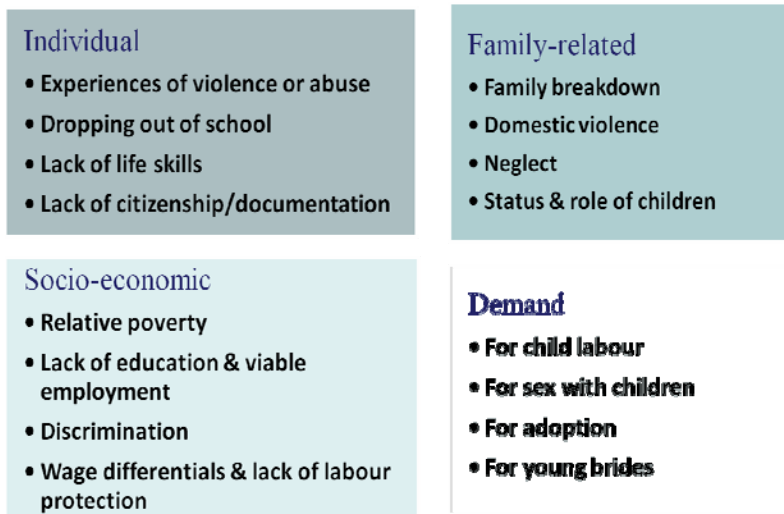 Individual
• Experiences of violence or abuse
• Dropping out of school
• Lack of life skills
• Lack of citizenship/documentation
Family-related
• Family breakdown
• Domestic violence
• Neglect
• Status & role of children
Socio-economic
• Relative poverty
• Lack of education & viable
employment
• Discrimination
• Wage differentials & lack of labour
protection
Demand
• For child labour
• For sex with children
• For adoption
• For young brides